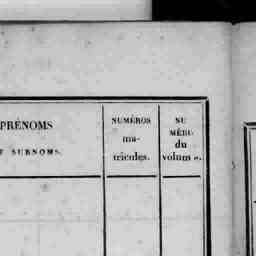 PRÉNOMS
ET SURNOMS.
NUMÉROS
ma-
tricules.
NU
MÉRO
du
volume.